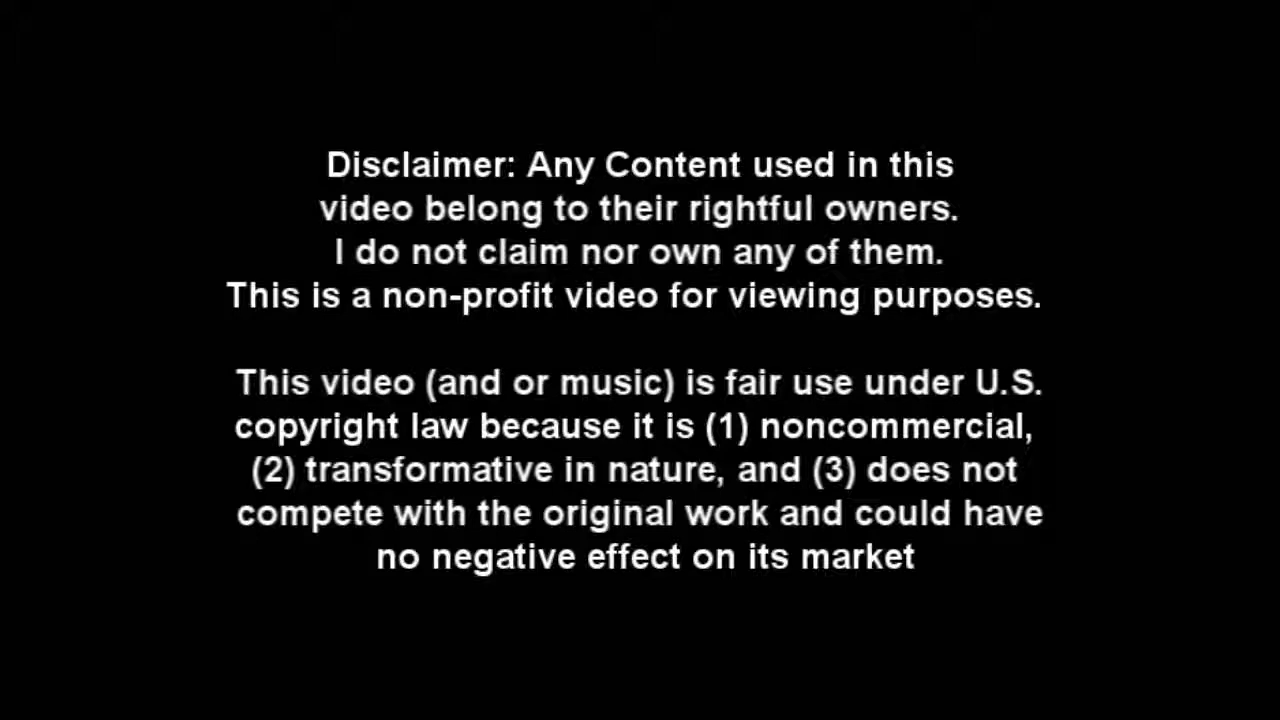 Disclaimer: Any Content used in this
video belong to their rightful owners.
I do not claim nor own any of them.
This is a non-profit video for viewing purposes.
This video (and or music) is fair use under U.S.
copyright law because it is (1) noncommercial,
(2) transformative in nature, and (3) does not
compete with the original work and could have
no negative effect on its market